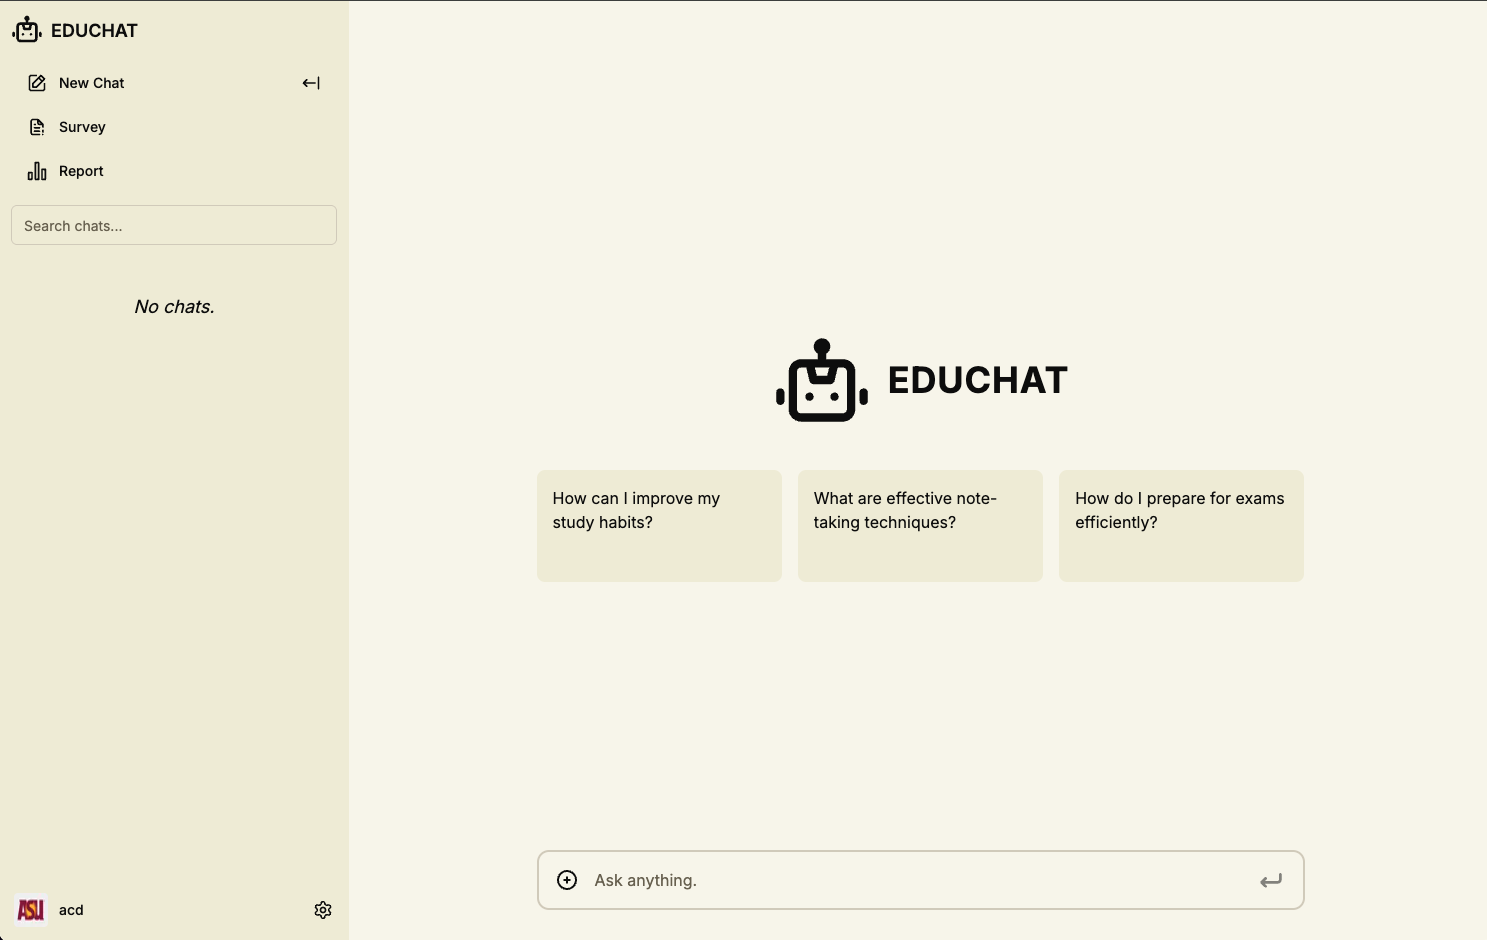 EDUCHAT
New Chat
Survey
Report
Search chats...
No chats.
EDUCHAT
How can I improve my
study habits?
What are effective note-
taking techniques?
How do I prepare for exams
efficiently?
Ask anything.
ASU
acd